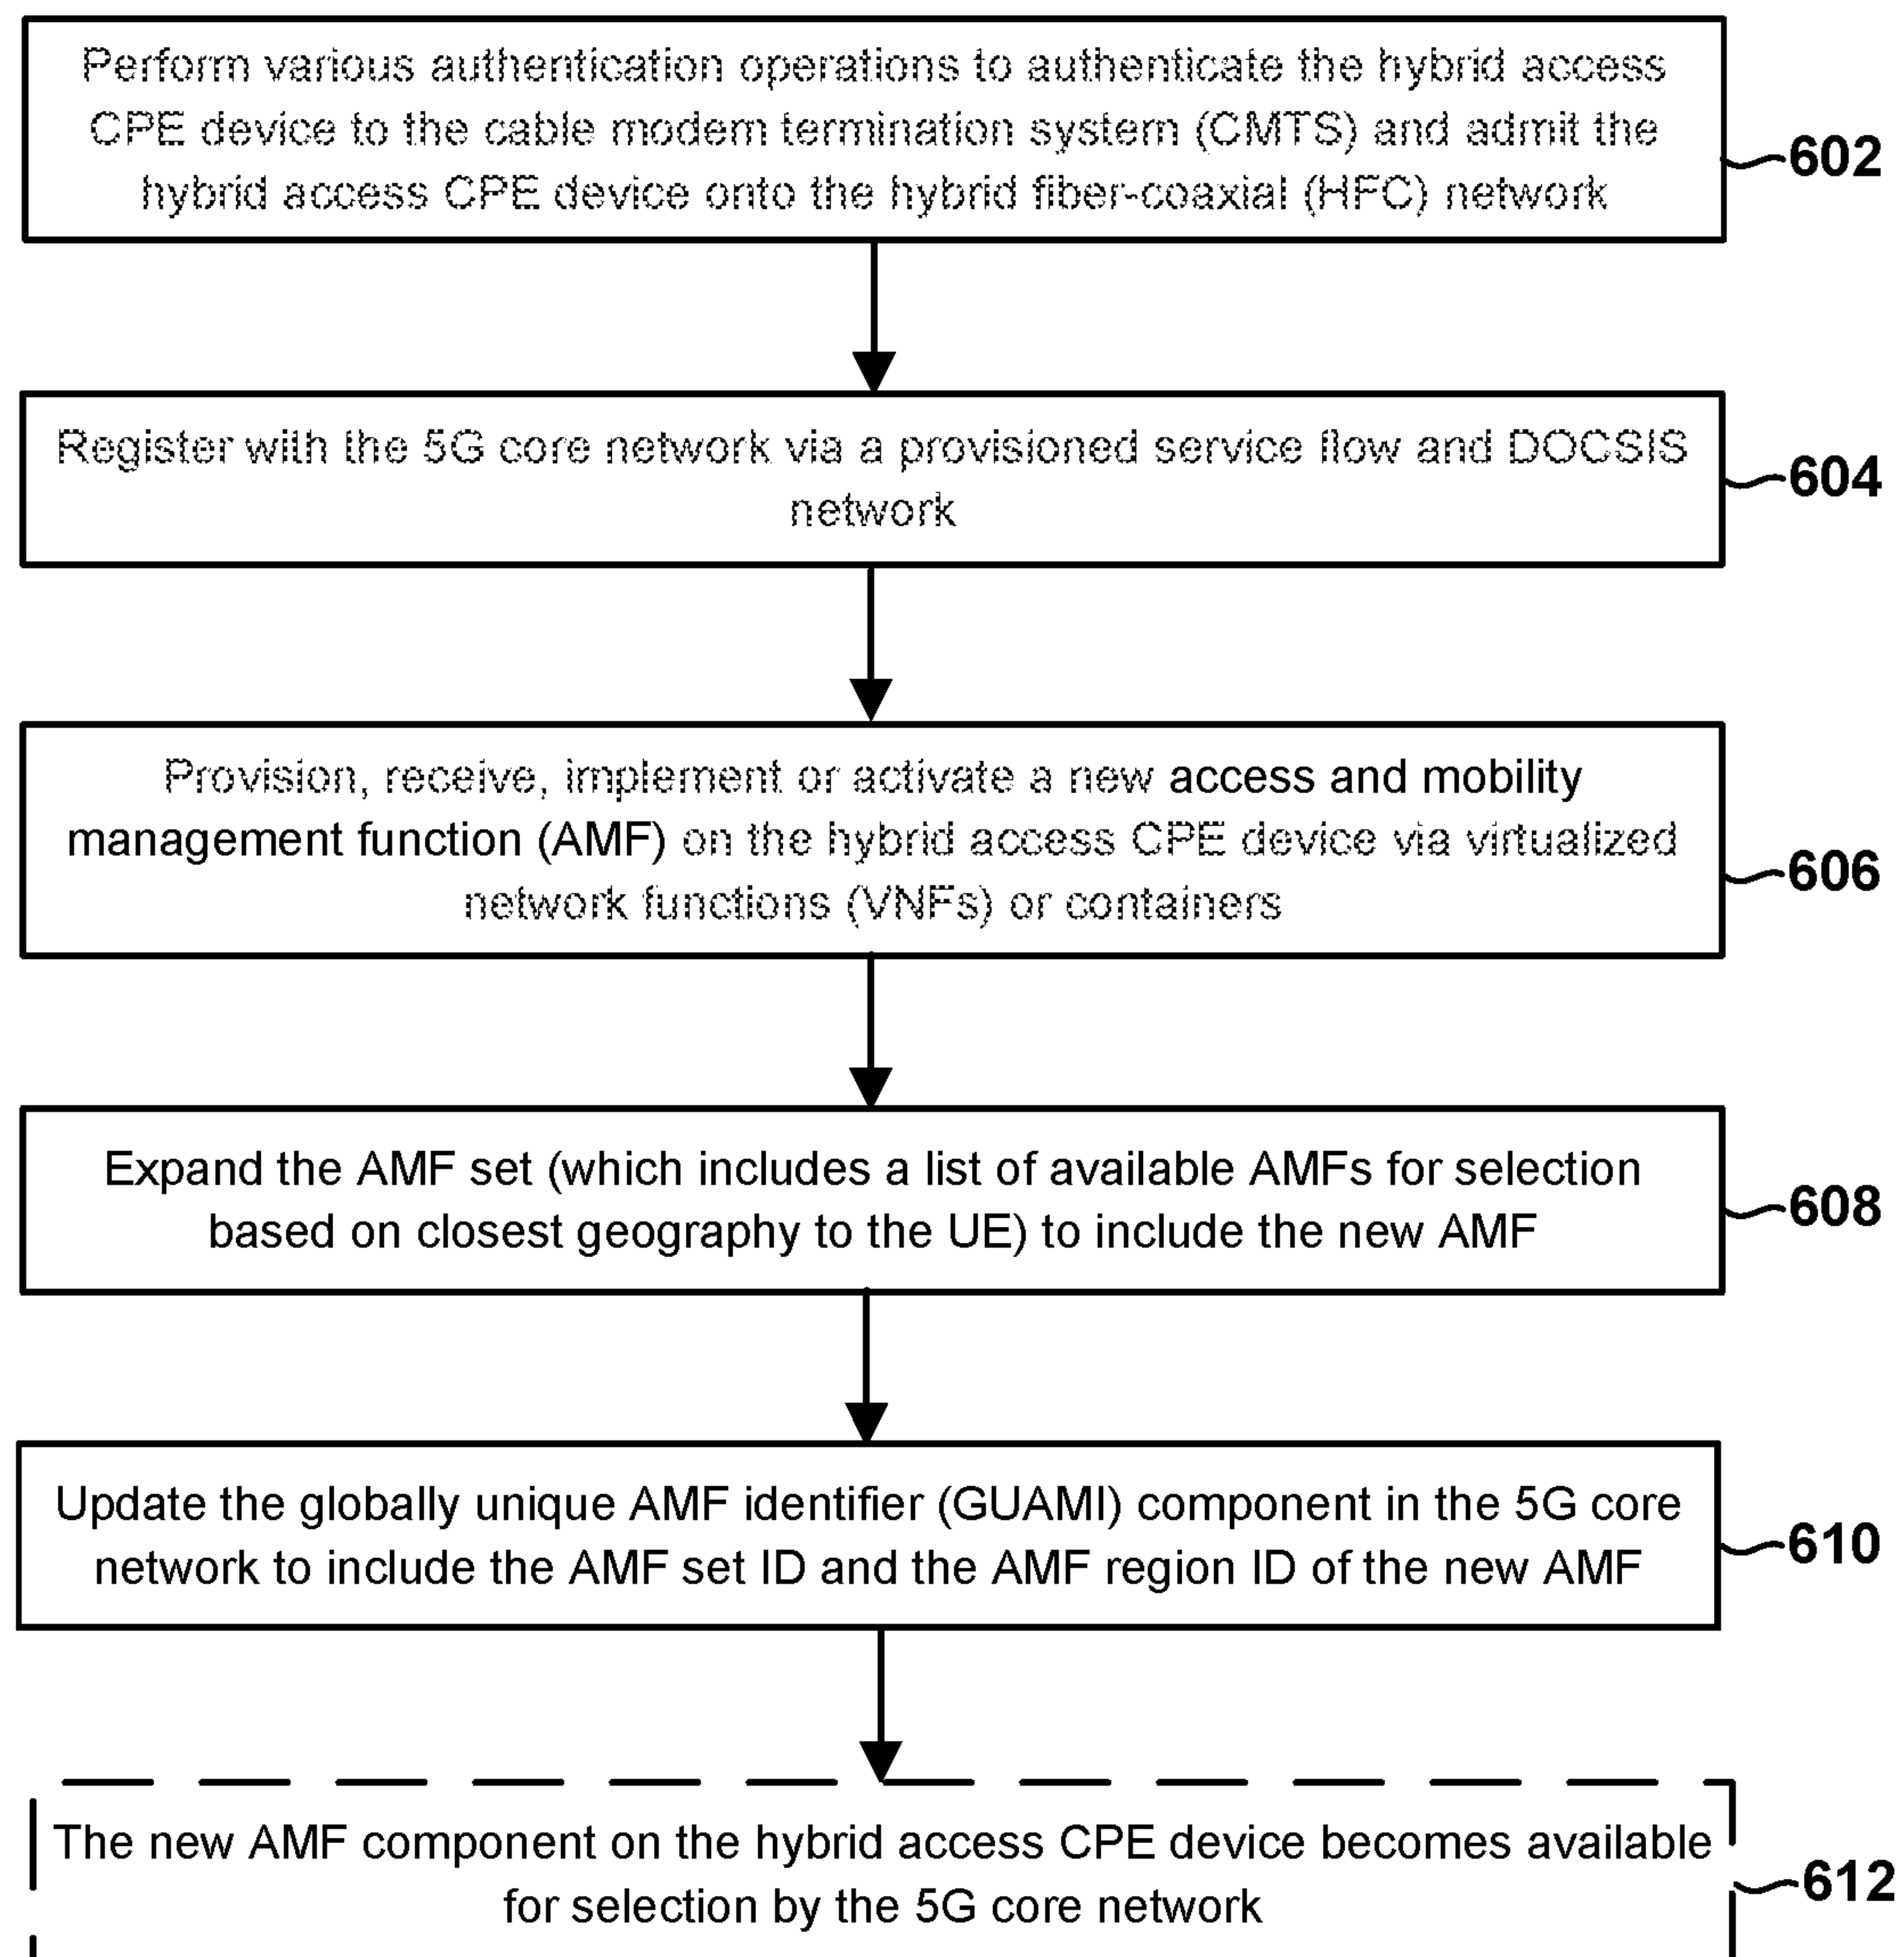 Perform various authentication operations to authenticate the hybrid access
CPE device to the cable modem termination system (CMTS) and admit the
hybrid access CPE device onto the hybrid fiber-coaxial (HFC) network
602
Register with the 5G core network via a provisioned service flow and DOCSIS
network
604
Provision, receive, implement or activate a new access and mobility
management function (AMF) on the hybrid access CPE device via virtualized
network functions (VNFs) or containers
606
Expand the AMF set (which includes a list of available AMFs for selection
based on closest geography to the UE) to include the new AMF
608
Update the globally unique AMF identifier (GUAMI) component in the 5G core
network to include the AMF set ID and the AMF region ID of the new AMF
610
The new AMF component on the hybrid access CPE device becomes available
for selection by the 5G core network
612